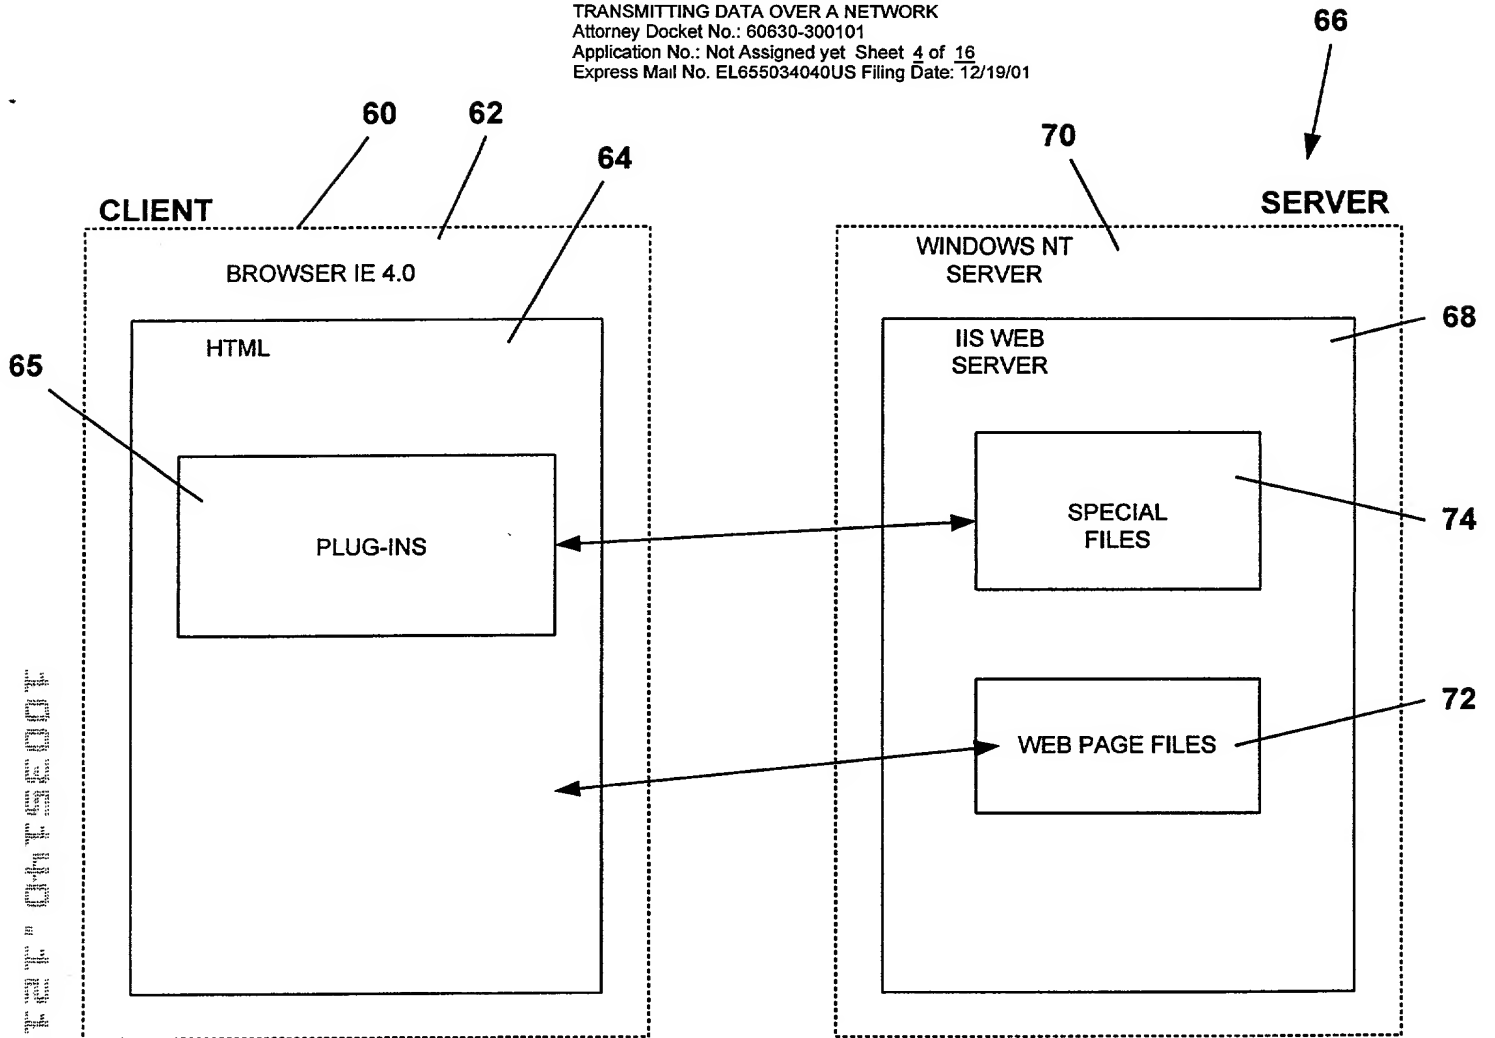 TRANSMITTING DATA OVER A NETWORK
Attorney Docket No.: 60630-300101
Application No.: Not Assigned yet Sheet 4 of 16
Express Mail No. EL655034040US Filing Date: 12/19/01
66
60
62
64
70
CLIENT
SERVER
BROWSER IE 4.0
WINDOWS NT
SERVER
HTML
IIS WEB
SERVER
68
65
PLUG-INS
SPECIAL
FILES
74
WEB PAGE FILES
72